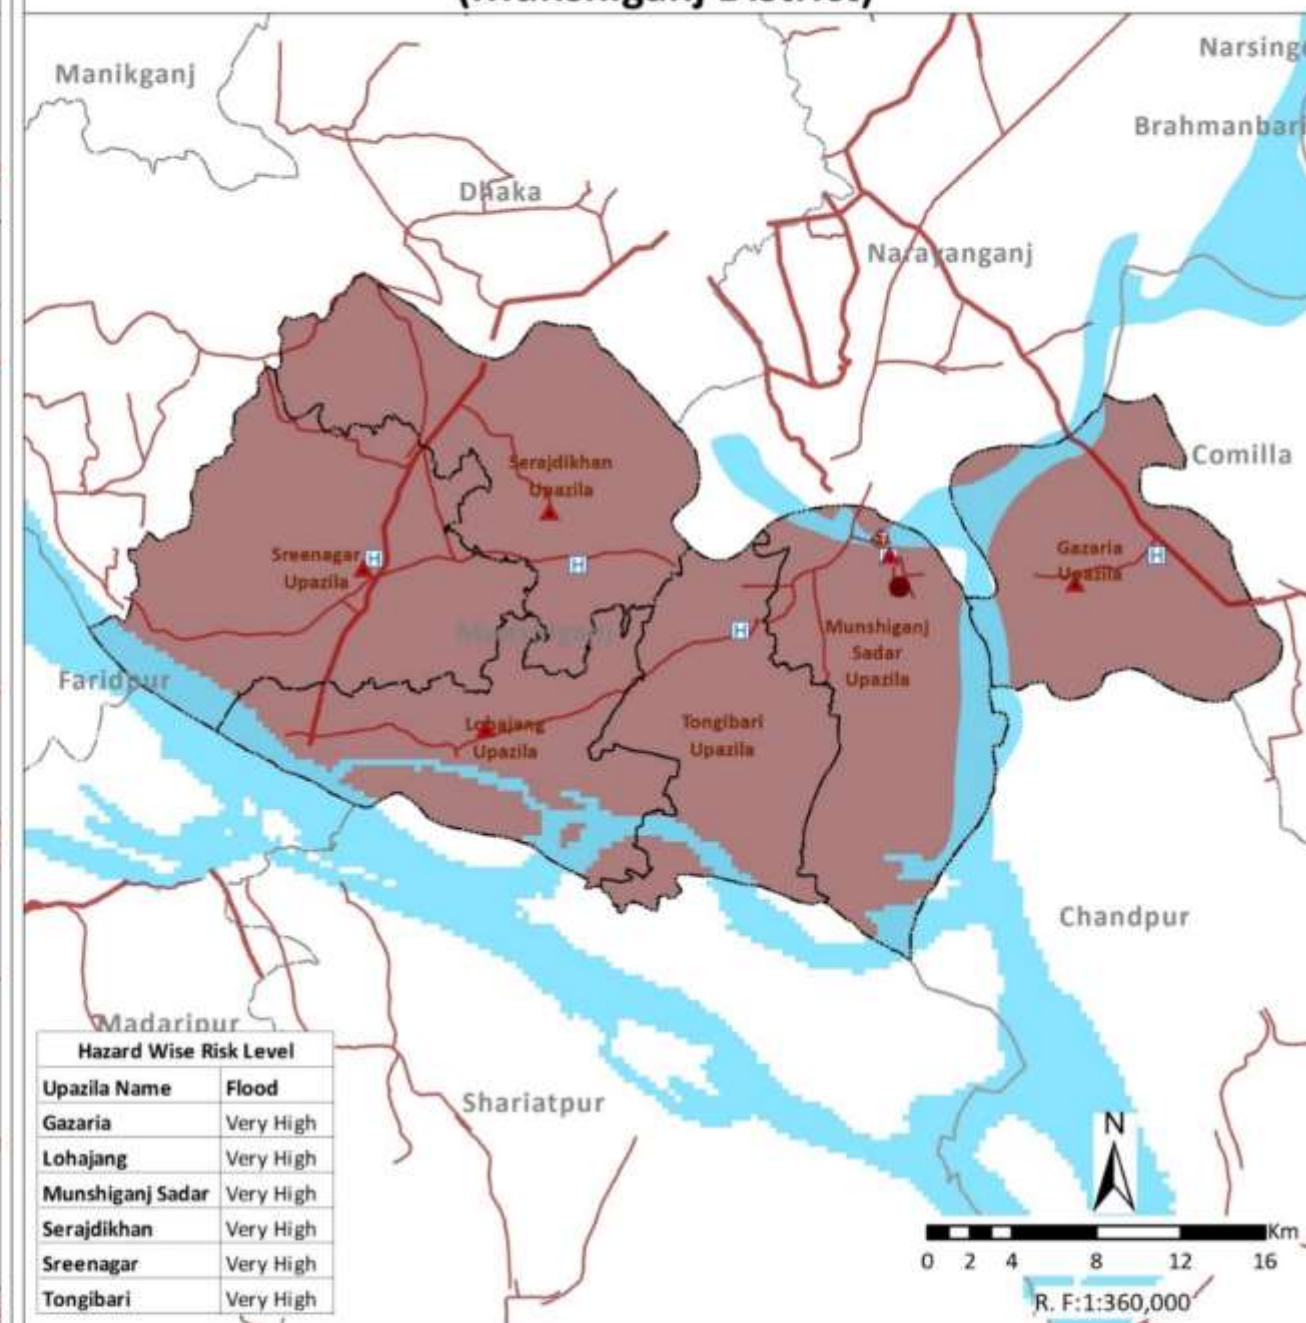 (Munshiganj District)
Manikganj
Narsing
Brahmanbari
Dhaka
Narayanganj
Comilla
Serajdikhan
Upazila
Sreenagar
Upazila
H
H
Gazaria
Upazila
H
Munshiganj
H
Munshiganj
Sadar
Upazila
Faridpur
Lohajang
Upazila
Tongibari
Upazila
Chandpur
Madaripur
Shariatpur
Hazard Wise Risk Level
Upazila Name Flood
Gazaria Very High
Lohajang Very High
Munshiganj Sadar Very High
Serajdikhan Very High
Sreenagar Very High
Tongibari Very High
N
Km
0 2 4 8 12 16
R. F:1:360,000